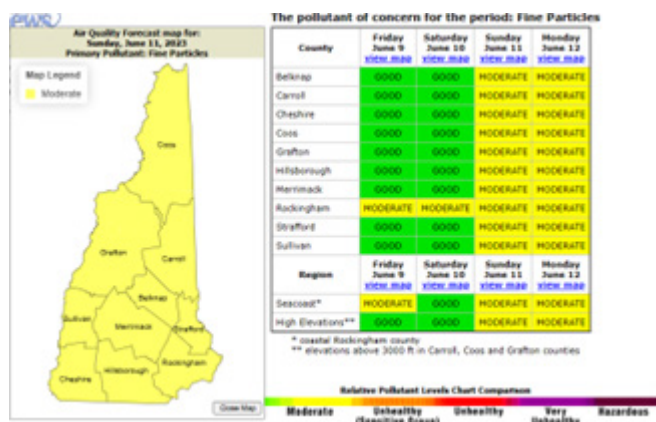 Air Quality Forecast map for:
Sunday, June 11, 2023
Primary Pollutant: Fine Particles
Map Legend
Moderate
Coos
Grafton
Carroll
Belknap
Sullivan
Merrimack
Strafford
Cheshire
Hillsborough
Rockingham
Close Map
The pollutant of concern for the period: Fine Particles
County Friday June 9 view map Saturday June 10 view map Sunday June 11 view map Monday June 12 view map
Belknap GOOD GOOD MODERATE MODERATE
Carroll GOOD GOOD MODERATE MODERATE
Cheshire GOOD GOOD MODERATE MODERATE
Coos GOOD GOOD MODERATE MODERATE
Grafton GOOD GOOD MODERATE MODERATE
Hillsborough GOOD GOOD MODERATE MODERATE
Merrimack GOOD GOOD MODERATE MODERATE
Rockingham MODERATE MODERATE MODERATE MODERATE
Strafford GOOD GOOD MODERATE MODERATE
Sullivan GOOD GOOD MODERATE MODERATE
Region Friday June 9 view map Saturday June 10 view map Sunday June 11 view map Monday June 12 view map
Seacoast* MODERATE GOOD MODERATE MODERATE
High Elevations** GOOD GOOD MODERATE MODERATE
* coastal Rockingham county
** elevations above 3000 ft in Carroll, Coos and Grafton counties
Relative Pollutant Levels Chart Comparison
Moderate Unhealthy (Sensitive Group) Unhealthy Very Unhealthy Hazardous